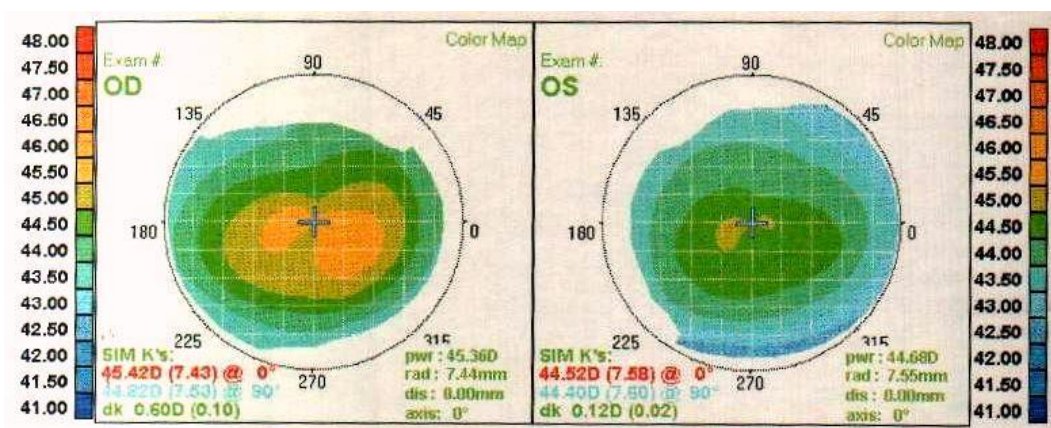 48.00
47.50
47.00
46.50
46.00
45.50
45.00
44.50
44.00
43.50
43.00
42.50
42.00
41.50
41.00
Color Map
Exam #:
OD
90
135
45
180
0
225
315
270
SIM K's:
45.42D (7.43) @ 0°
44.82D (7.53) @ 90°
dk 0.60D (0.10)
pwr : 45.36D
rad : 7.44mm
dis : 0.00mm
axis: 0°
Color Map
Exam #:
OS
90
135
45
180
0
225
315
270
SIM K's:
44.52D (7.58) @ 0°
44.40D (7.60) @ 90°
dk 0.12D (0.02)
pwr : 44.68D
rad : 7.55mm
dis : 0.00mm
axis: 0°
48.00
47.50
47.00
46.50
46.00
45.50
45.00
44.50
44.00
43.50
43.00
42.50
42.00
41.50
41.00